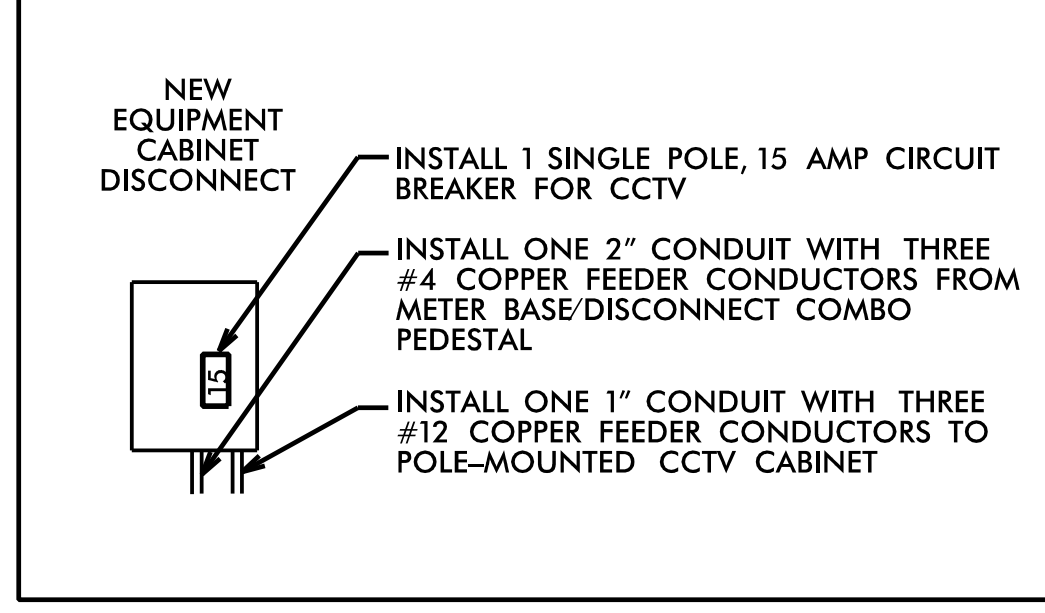 NEW
EQUIPMENT
CABINET
DISCONNECT
INSTALL 1 SINGLE POLE, 15 AMP CIRCUIT
BREAKER FOR CCTV
INSTALL ONE 2" CONDUIT WITH THREE
#4 COPPER FEEDER CONDUCTORS FROM
METER BASE/DISCONNECT COMBO
PEDESTAL
15
INSTALL ONE 1" CONDUIT WITH THREE
#12 COPPER FEEDER CONDUCTORS TO
POLE–MOUNTED CCTV CABINET